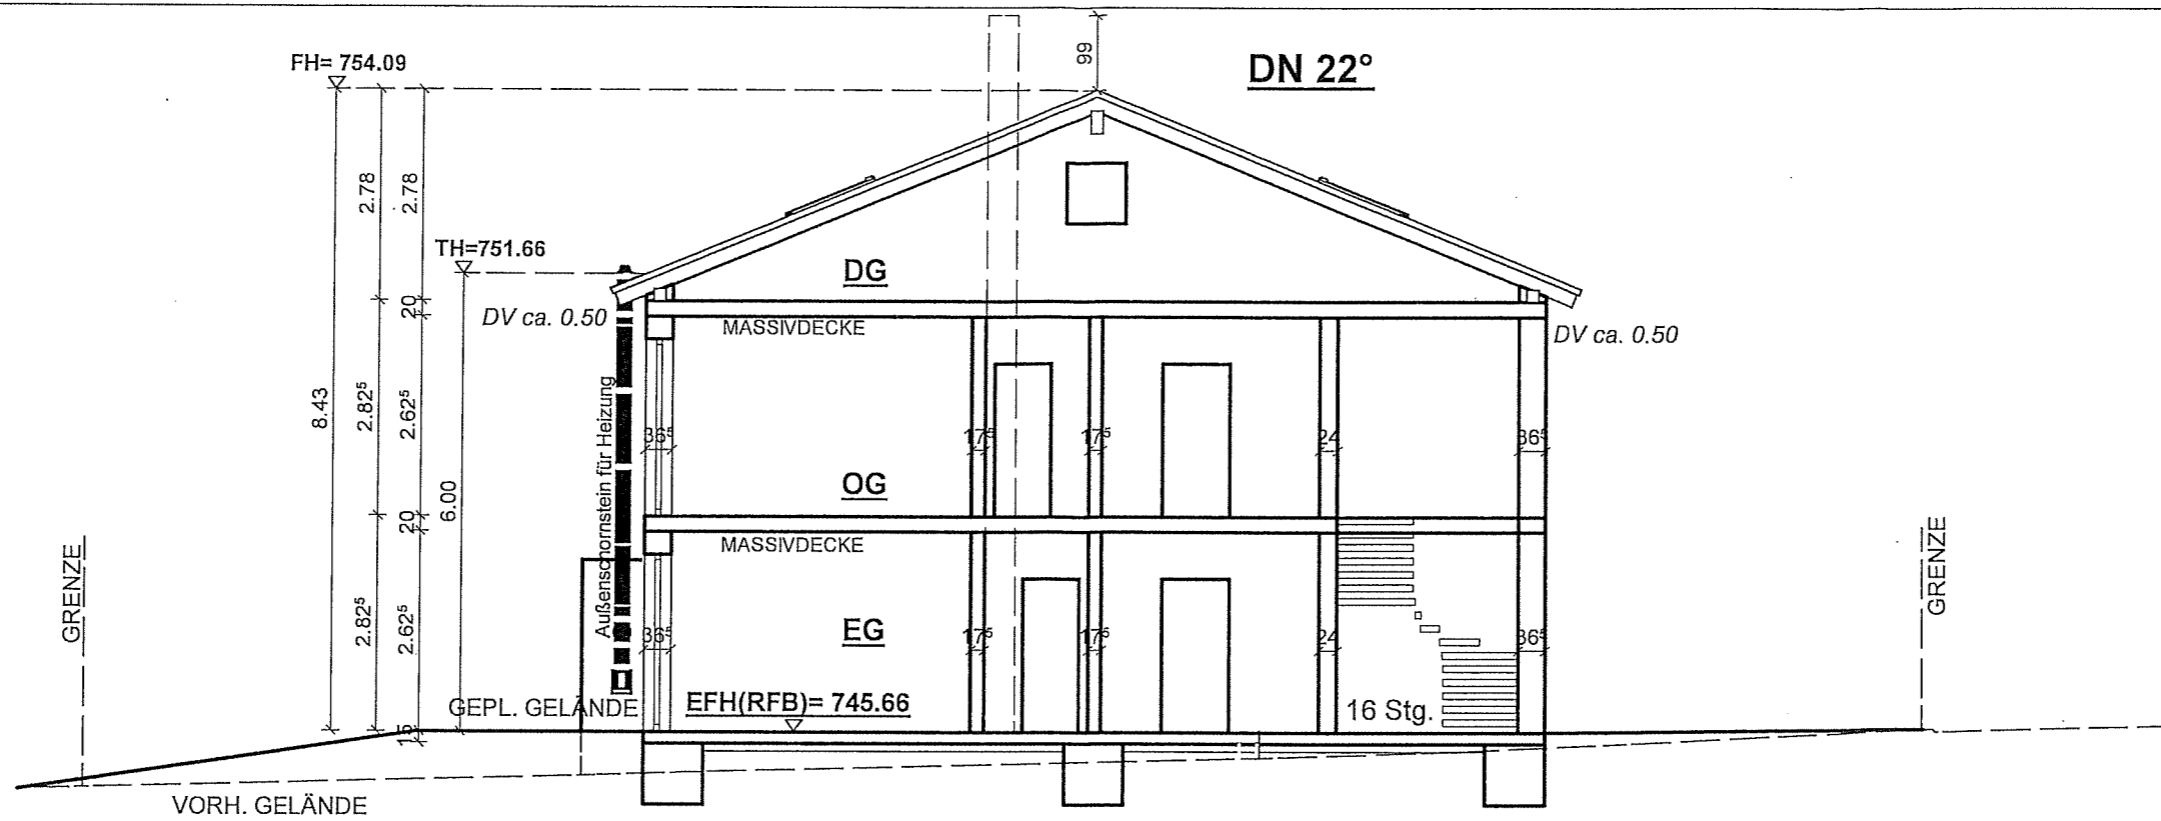 99
DN 22°
FH= 754.09
2.78
2.78
TH=751.66
DG
20
DV ca. 0.50
MASSIVDECKE
DV ca. 0.50
8.43
2.82⁵
2.62⁵
Außenschornstein für Heizung
36⁵
17⁵
17⁵
24
36⁵
6.00
OG
20
MASSIVDECKE
GRENZE
GRENZE
2.82⁵
2.62⁵
36⁵
EG
17⁵
17⁵
24
36⁵
GEPL. GELÄNDE
EFH(RFB)= 745.66
16 Stg.
15
VORH. GELÄNDE